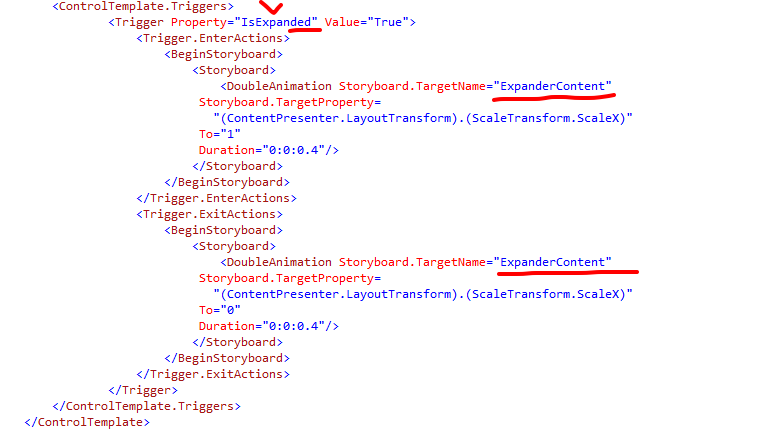 <ControlTemplate.Triggers>
<Trigger Property="IsExpanded" Value="True">
<Trigger.EnterActions>
<BeginStoryboard>
<Storyboard>
<DoubleAnimation Storyboard.TargetName="ExpanderContent"
Storyboard.TargetProperty=
"(ContentPresenter.LayoutTransform).(ScaleTransform.ScaleX)"
To="1"
Duration="0:0:0.4"/>
</Storyboard>
</BeginStoryboard>
</Trigger.EnterActions>
<Trigger.ExitActions>
<BeginStoryboard>
<Storyboard>
<DoubleAnimation Storyboard.TargetName="ExpanderContent"
Storyboard.TargetProperty=
"(ContentPresenter.LayoutTransform).(ScaleTransform.ScaleX)"
To="0"
Duration="0:0:0.4"/>
</Storyboard>
</BeginStoryboard>
</Trigger.ExitActions>
</Trigger>
</ControlTemplate.Triggers>
</ControlTemplate>